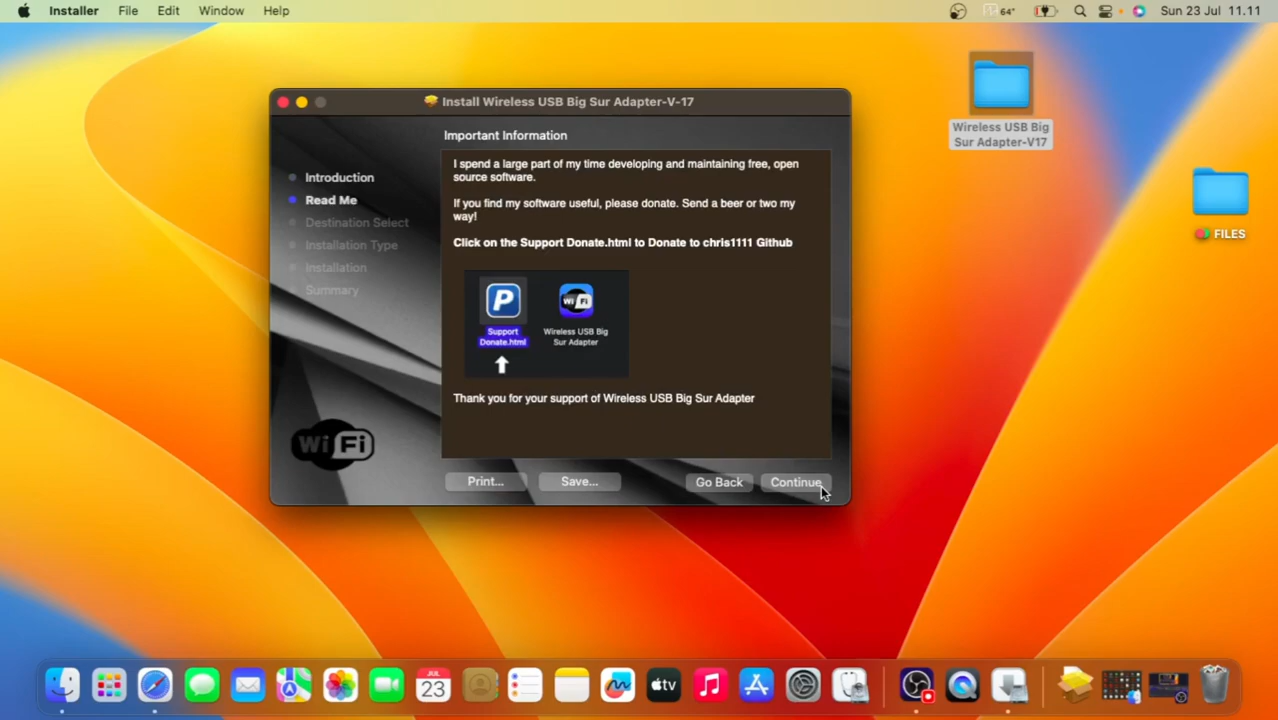 Installer File Edit Window Help 64° Sun 23 Jul 11.11
Install Wireless USB Big Sur Adapter-V-17
Introduction
Read Me
Destination Select
Installation Type
Installation
Summary
WiFi
Important Information
I spend a large part of my time developing and maintaining free, open
source software.
If you find my software useful, please donate. Send a beer or two my
way!
Click on the Support Donate.html to Donate to chris1111 Github
P
WiFi
Support
Donate.html
Wireless USB Big
Sur Adapter
Thank you for your support of Wireless USB Big Sur Adapter
Print... Save... Go Back Continue
Wireless USB Big
Sur Adapter-V17
FILES
JUL
23
tv